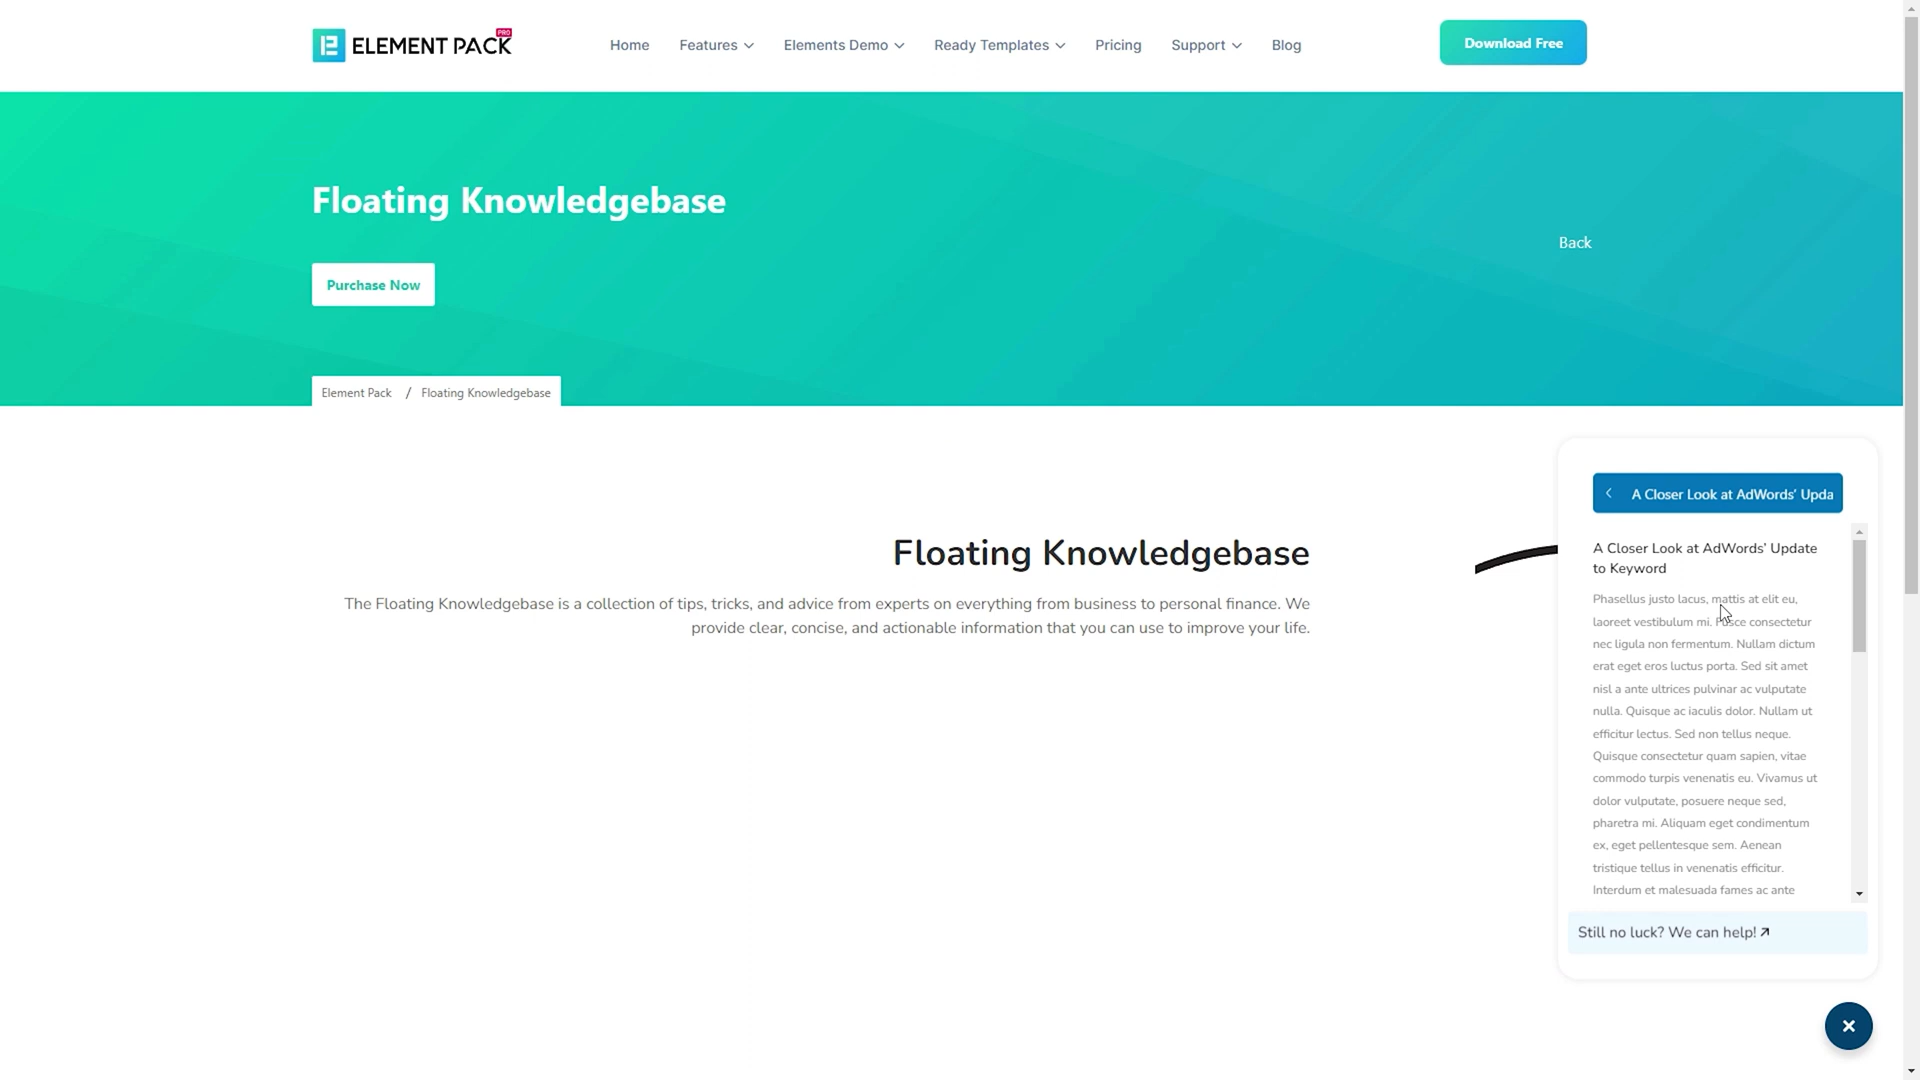 ELEMENT PACK PRO
Home
Features
Elements Demo
Ready Templates
Pricing
Support
Blog
Download Free
Floating Knowledgebase
Back
Purchase Now
Element Pack / Floating Knowledgebase
Floating Knowledgebase
The Floating Knowledgebase is a collection of tips, tricks, and advice from experts on everything from business to personal finance. We
provide clear, concise, and actionable information that you can use to improve your life.
A Closer Look at AdWords' Upda
A Closer Look at AdWords' Update
to Keyword
Phasellus justo lacus, mattis at elit eu,
laoreet vestibulum mi. Fusce consectetur
nec ligula non fermentum. Nullam dictum
erat eget eros luctus porta. Sed sit amet
nisl a ante ultrices pulvinar ac vulputate
nulla. Quisque ac iaculis dolor. Nullam ut
efficitur lectus. Sed non tellus neque.
Quisque consectetur quam sapien, vitae
commodo turpis venenatis eu. Vivamus ut
dolor vulputate, posuere neque sed,
pharetra mi. Aliquam eget condimentum
ex, eget pellentesque sem. Aenean
tristique tellus in venenatis efficitur.
Interdum et malesuada fames ac ante
Still no luck? We can help!